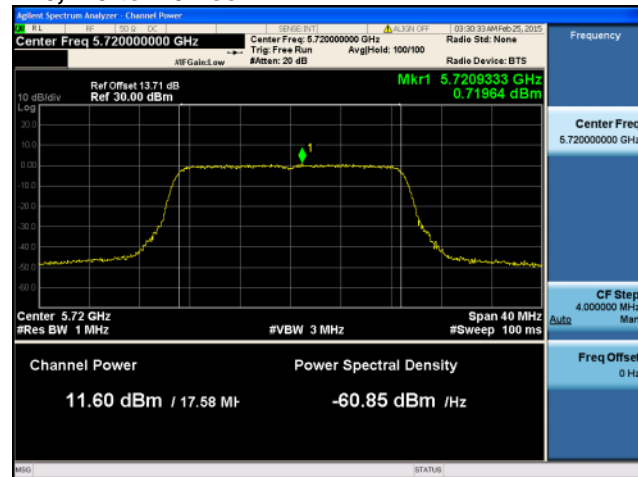 Agilent Spectrum Analyzer - Channel Power
RL RF 50 Ω DC SENSE:INT ALIGN OFF 03:30:33 AM Feb 25, 2015
Center Freq 5.720000000 GHz
Center Freq: 5.720000000 GHz
Radio Std: None
Trig: Free Run Avg|Hold: 100/100
#IFGain:Low #Atten: 20 dB Radio Device: BTS
Mkr1 5.7209333 GHz
0.71964 dBm
Ref Offset 13.71 dB
10 dB/div Ref 30.00 dBm
Log
20.0
10.0
0.00
-10.0
-20.0
-30.0
-40.0
-50.0
-60.0
1
Center 5.72 GHz Span 40 MHz
#Res BW 1 MHz #VBW 3 MHz #Sweep 100 ms
Channel Power Power Spectral Density
11.60 dBm / 17.58 MH -60.85 dBm /Hz
MSG STATUS
Frequency
Center Freq
5.720000000 GHz
CF Step
4.000000 MHz
Auto Man
Freq Offset
0 Hz